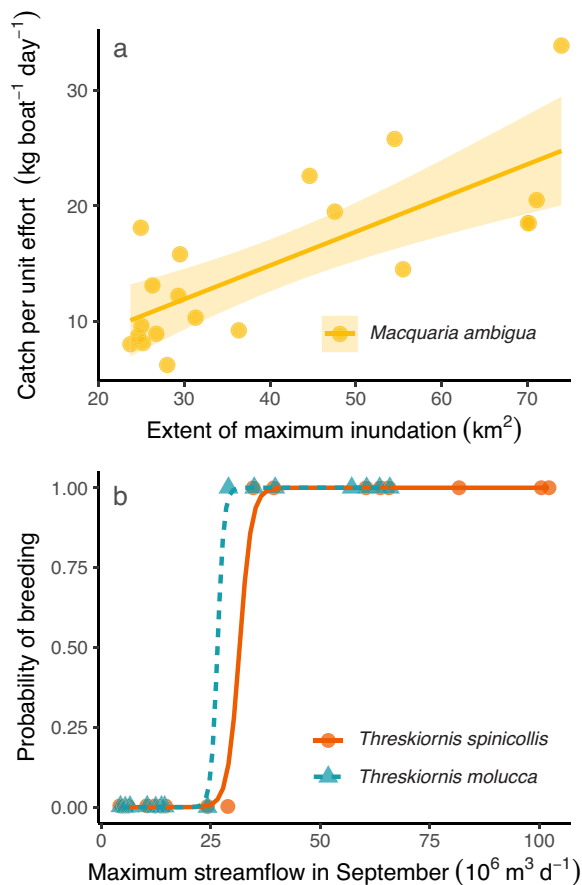 a
Catch per unit effort (kg boat⁻¹ day⁻¹)
30
20
10
Macquaria ambigua
20 30 40 50 60 70
Extent of maximum inundation (km²)
b
Probability of breeding
1.00
0.75
0.50
0.25
0.00
Threskiornis spinicollis
Threskiornis molucca
0 25 50 75 100
Maximum streamflow in September (10⁶ m³ d⁻¹)